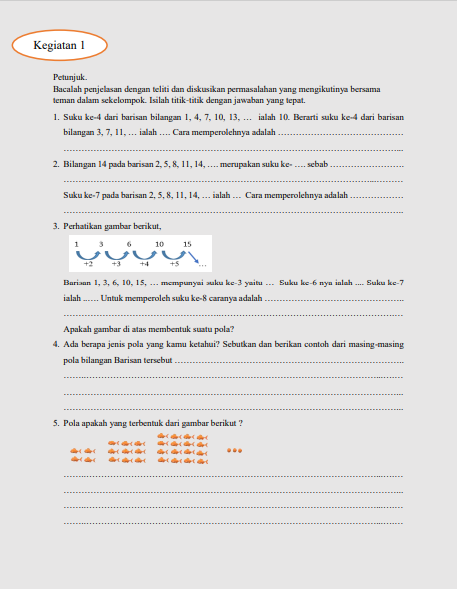 Kegiatan 1
Petunjuk.
Bacalah penjelasan dengan teliti dan diskusikan permasalahan yang mengikutinya bersama
teman dalam sekelompok. Isilah titik-titik dengan jawaban yang tepat.
1. Suku ke-4 dari barisan bilangan 1, 4, 7, 10, 13, … ialah 10. Berarti suku ke-4 dari barisan
bilangan 3, 7, 11, … ialah …. Cara memperolehnya adalah ……………………………………
……………………………………………………………………………………………………...
2. Bilangan 14 pada barisan 2, 5, 8, 11, 14, …. merupakan suku ke- …. sebab …………………….
……………………………………………………………………………………………………
Suku ke-7 pada barisan 2, 5, 8, 11, 14, … ialah … Cara memperolehnya adalah ………………
……………………………………………………………………………………………………...
3. Perhatikan gambar berikut,
1 3 6 10 15
+2 +3 +4 +5 …
Barisan 1, 3, 6, 10, 15, … mempunyai suku ke-3 yaitu … Suku ke-6 nya ialah .... Suku ke-7
ialah ...... Untuk memperoleh suku ke-8 caranya adalah ………………………………………..
……………………………………………………………………………………………………
Apakah gambar di atas membentuk suatu pola?
4. Ada berapa jenis pola yang kamu ketahui? Sebutkan dan berikan contoh dari masing-masing
pola bilangan Barisan tersebut …………………………………………………………………..
……………………………………………………………………………………………………
……………………………………………………………………………………………………
……………………………………………………………………………………………………
5. Pola apakah yang terbentuk dari gambar berikut ?
……………………………………………………………………………………………………
……………………………………………………………………………………………………...
……………………………………………………………………………………………………
……………………………………………………………………………………………………